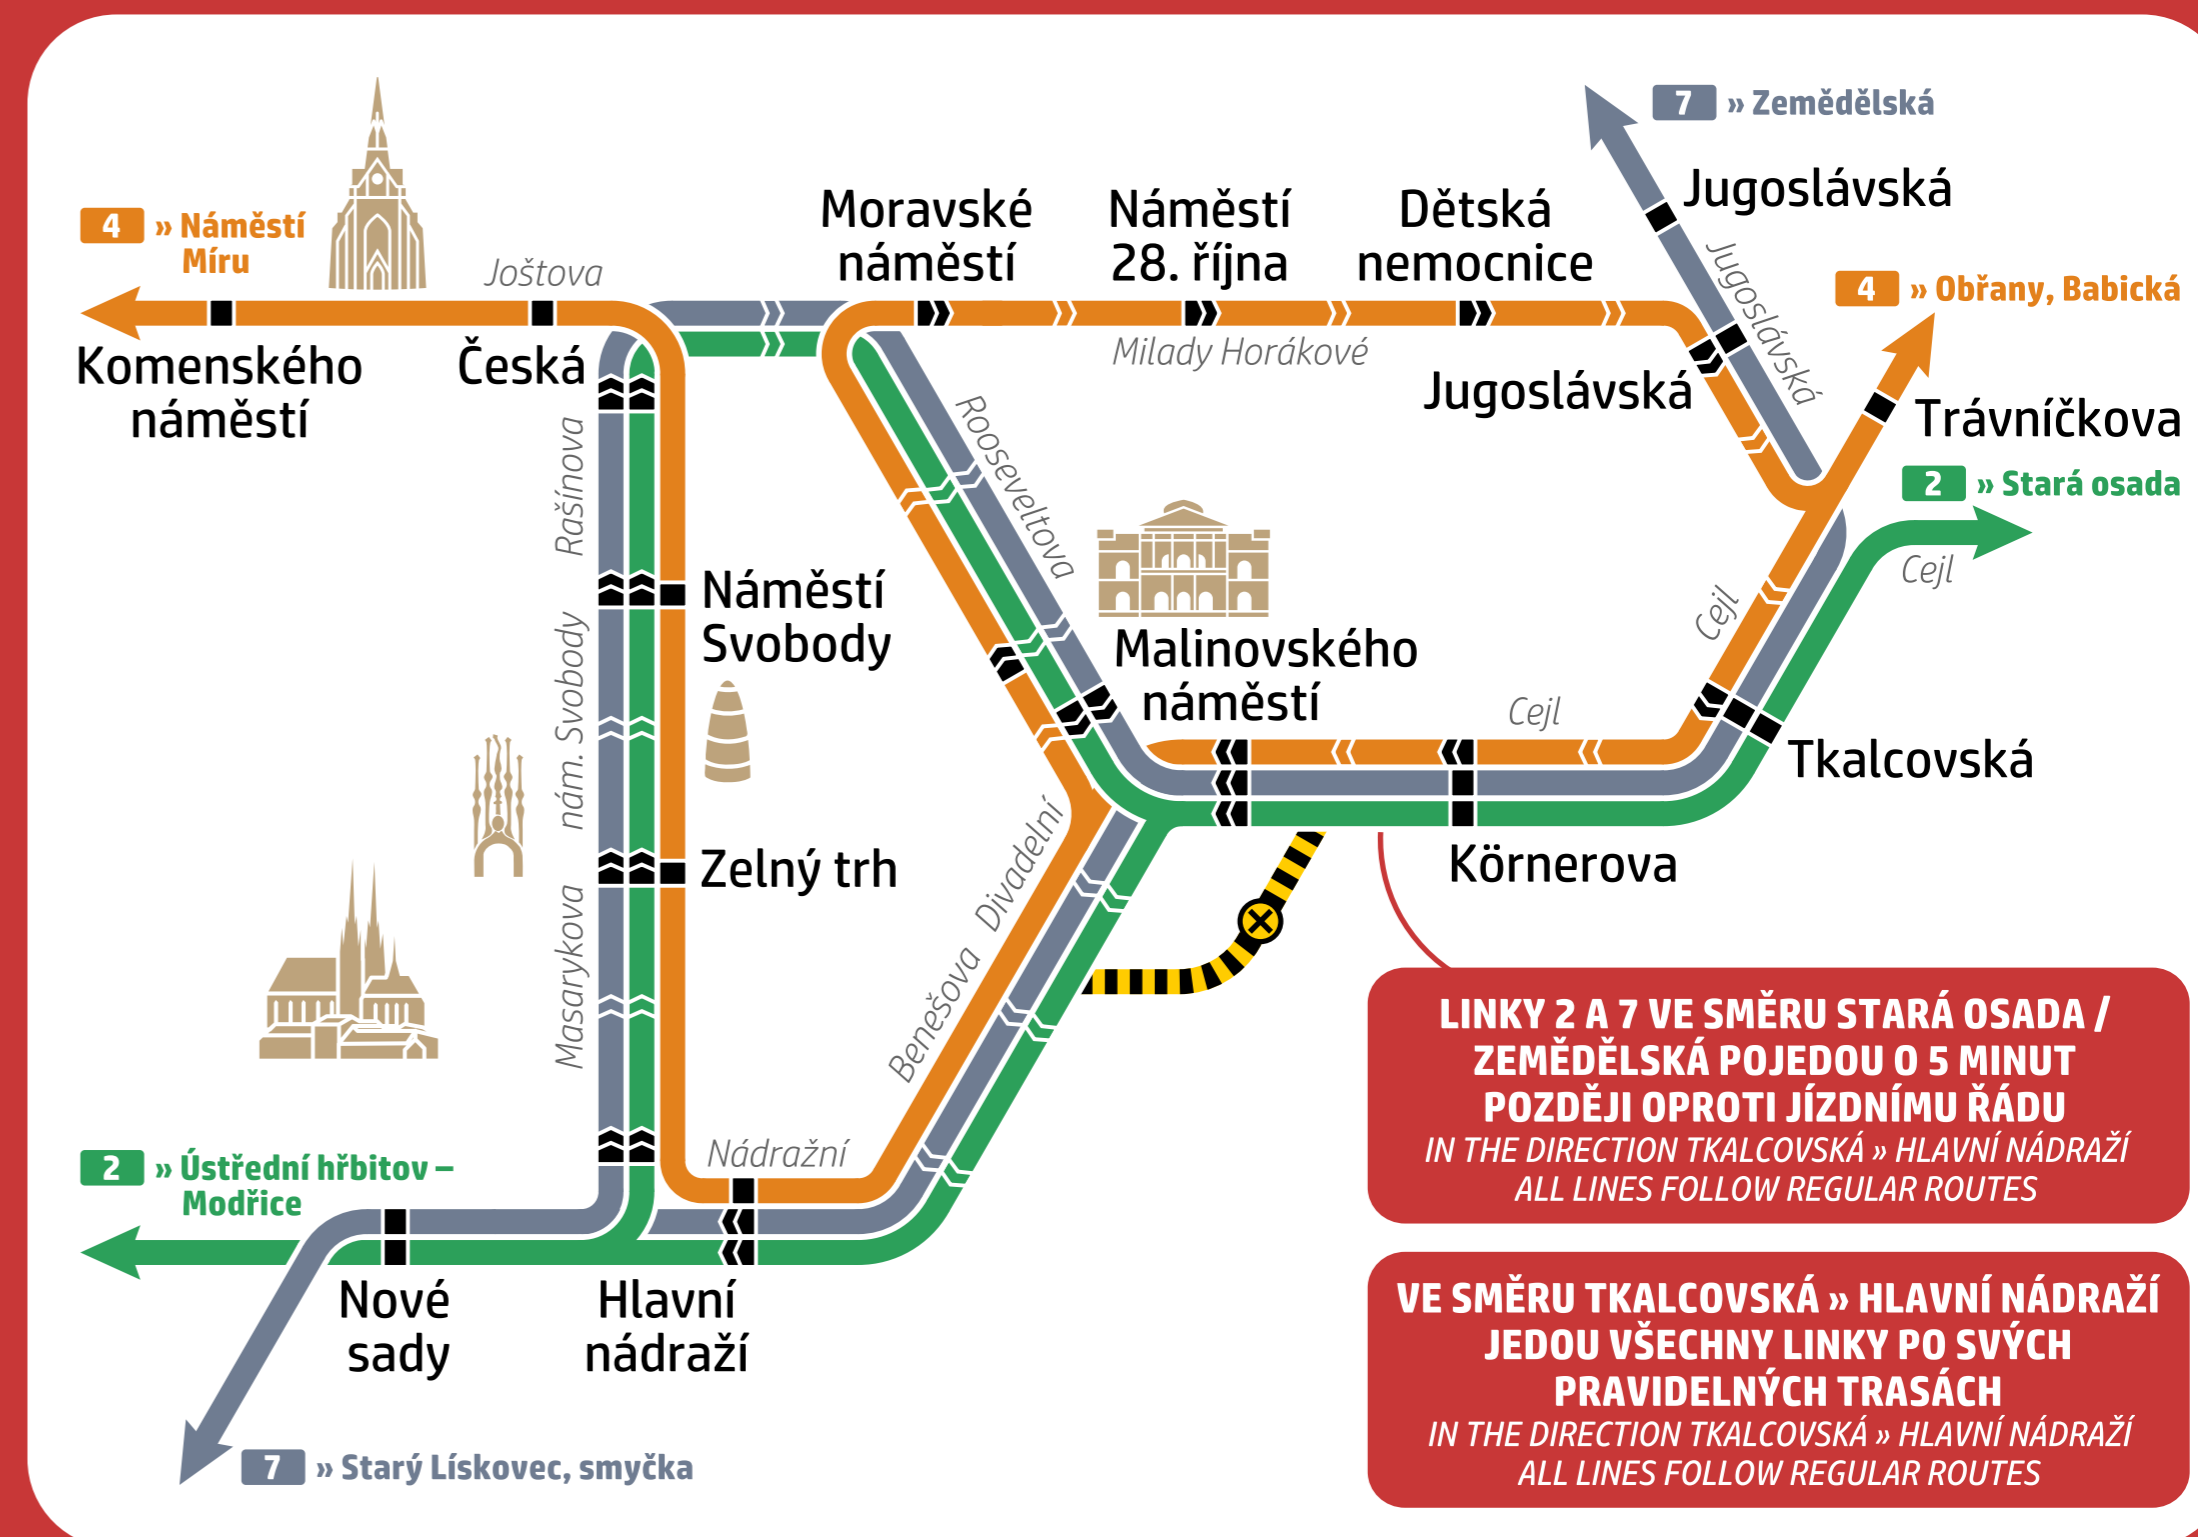 7 » Zemědělská
Jugoslávská
4 » Náměstí
Míru
Joštova
Moravské
náměstí
Náměstí
28. října
Dětská
nemocnice
Jugoslávská
4 » Obřany, Babická
Komenského
náměstí
Česká
Milady Horákové
Jugoslávská
Trávníčkova
2 » Stará osada
Rašínova
Rooseveltova
Cejl
Cejl
Náměstí
Svobody
nám. Svobody
Malinovského
náměstí
Cejl
Tkalcovská
Zelný trh
Masarykova
Divadelní
Benešova
Körnerova
LINKY 2 A 7 VE SMĚRU STARÁ OSADA /
ZEMĚDĚLSKÁ POJEDOU O 5 MINUT
POZDĚJI OPROTI JÍZDNÍMU ŘÁDU
IN THE DIRECTION TKALCOVSKÁ » HLAVNÍ NÁDRAŽÍ
ALL LINES FOLLOW REGULAR ROUTES
Nádražní
2 » Ústřední hřbitov –
Modřice
Nové
sady
Hlavní
nádraží
VE SMĚRU TKALCOVSKÁ » HLAVNÍ NÁDRAŽÍ
JEDOU VŠECHNY LINKY PO SVÝCH
PRAVIDELNÝCH TRASÁCH
IN THE DIRECTION TKALCOVSKÁ » HLAVNÍ NÁDRAŽÍ
ALL LINES FOLLOW REGULAR ROUTES
7 » Starý Lískovec, smyčka